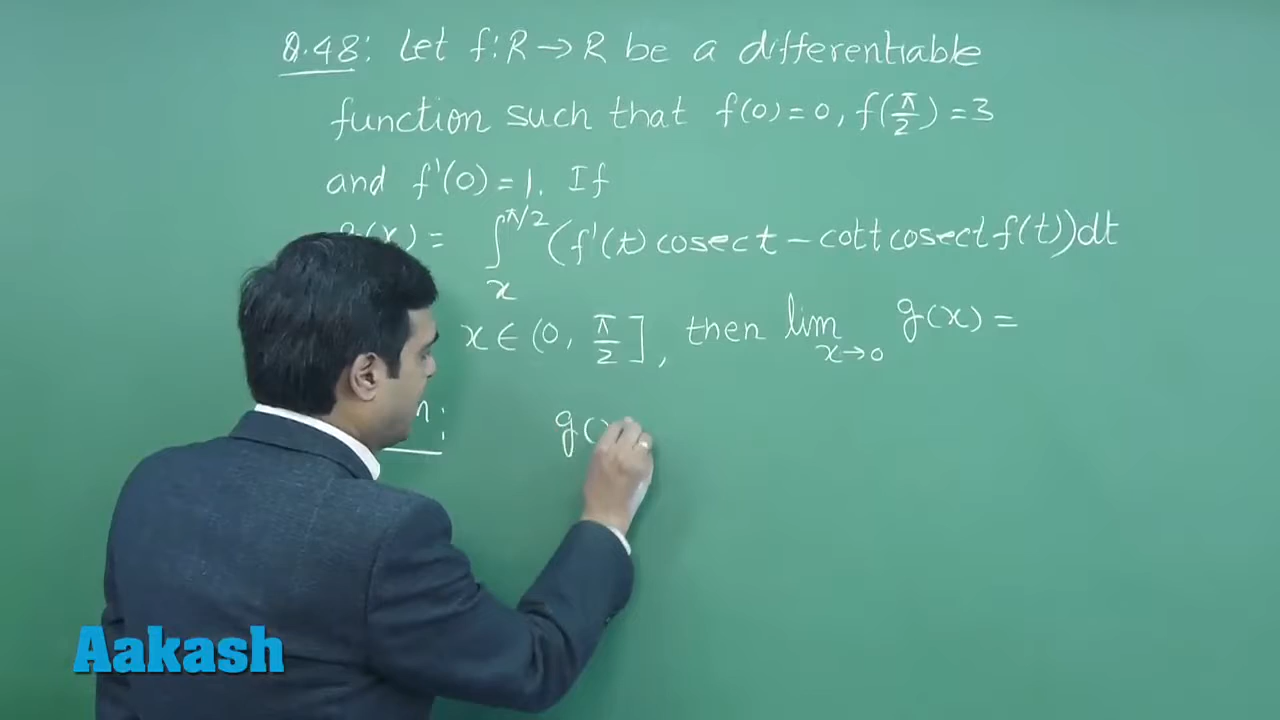 Q.48: Let f:R→R be a differentiable
function such that f(0)=0, f(π/2)=3
and f'(0)=1. If
(x) = ∫_x^{π/2} (f'(t) cosec t – cot t cosec t f(t)) dt
x ∈ (0, π/2], then lim_{x→0} g(x) =
n: g(
Aakash